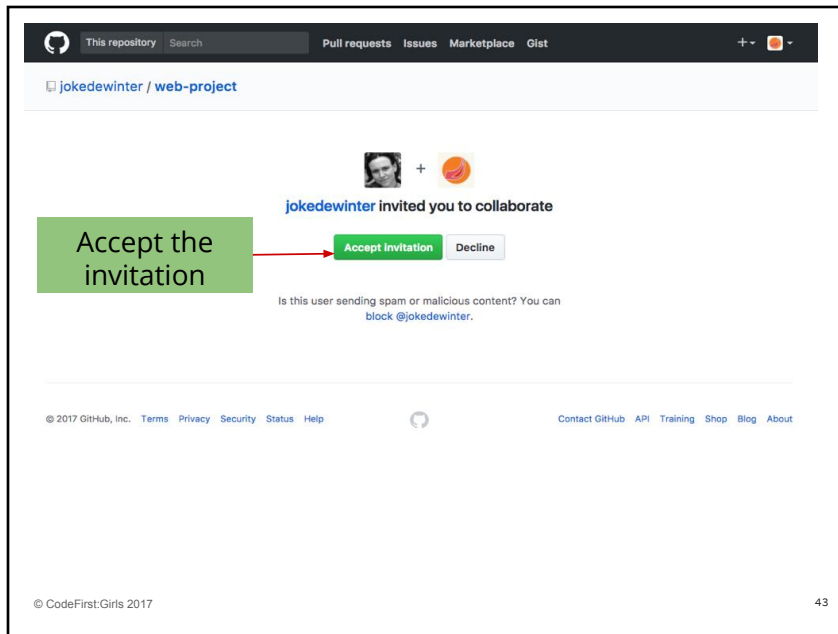 This repository Search Pull requests Issues Marketplace Gist
jokedewinter / web-project
+
jokedewinter invited you to collaborate
Accept the
invitation
Accept invitation Decline
Is this user sending spam or malicious content? You can
block @jokedewinter.
© 2017 GitHub, Inc. Terms Privacy Security Status Help Contact GitHub API Training Shop Blog About
© CodeFirst:Girls 2017 43